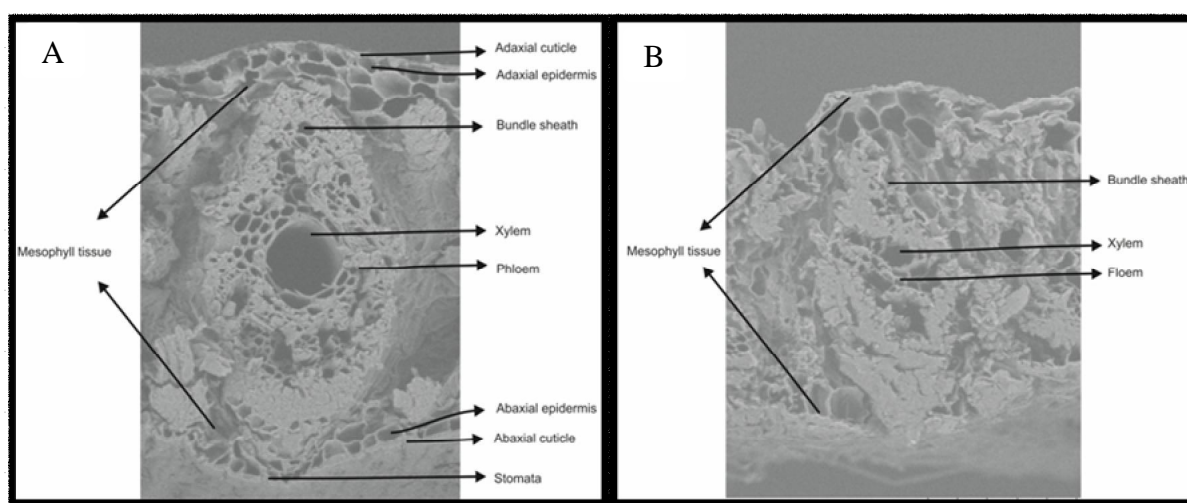 A
Adaxial cuticle
Adaxial epidermis
Bundle sheath
Xylem
Mesophyll tissue
Phloem
Abaxial epidermis
Abaxial cuticle
Stomata
B
Bundle sheath
Xylem
Mesophyll tissue
Floem